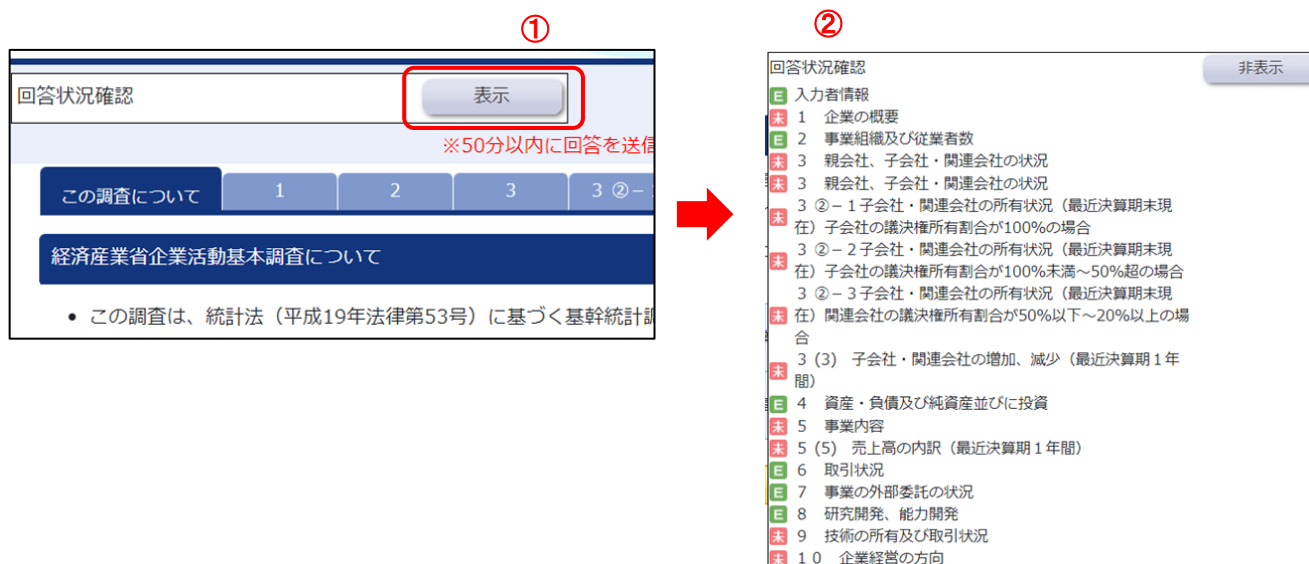 ①
回答状況確認
表示
※50分以内に回答を送信
この調査について
1
2
3
3 ②－
経済産業省企業活動基本調査について
• この調査は、統計法（平成19年法律第53号）に基づく基幹統計調
②
回答状況確認
非表示
E 入力者情報
未 1 企業の概要
E 2 事業組織及び従業者数
未 3 親会社、子会社・関連会社の状況
未 3 親会社、子会社・関連会社の状況
3 ②－１子会社・関連会社の所有状況（最近決算期末現
未 在）子会社の議決権所有割合が100%の場合
3 ②－２子会社・関連会社の所有状況（最近決算期末現
未 在）子会社の議決権所有割合が100%未満～50%超の場合
3 ②－３子会社・関連会社の所有状況（最近決算期末現
未 在）関連会社の議決権所有割合が50%以下～20%以上の場
合
3 (3) 子会社・関連会社の増加、減少（最近決算期１年
未 間）
E 4 資産・負債及び純資産並びに投資
未 5 事業内容
未 5 (5) 売上高の内訳（最近決算期１年間）
E 6 取引状況
E 7 事業の外部委託の状況
E 8 研究開発、能力開発
未 9 技術の所有及び取引状況
未 １０ 企業経営の方向